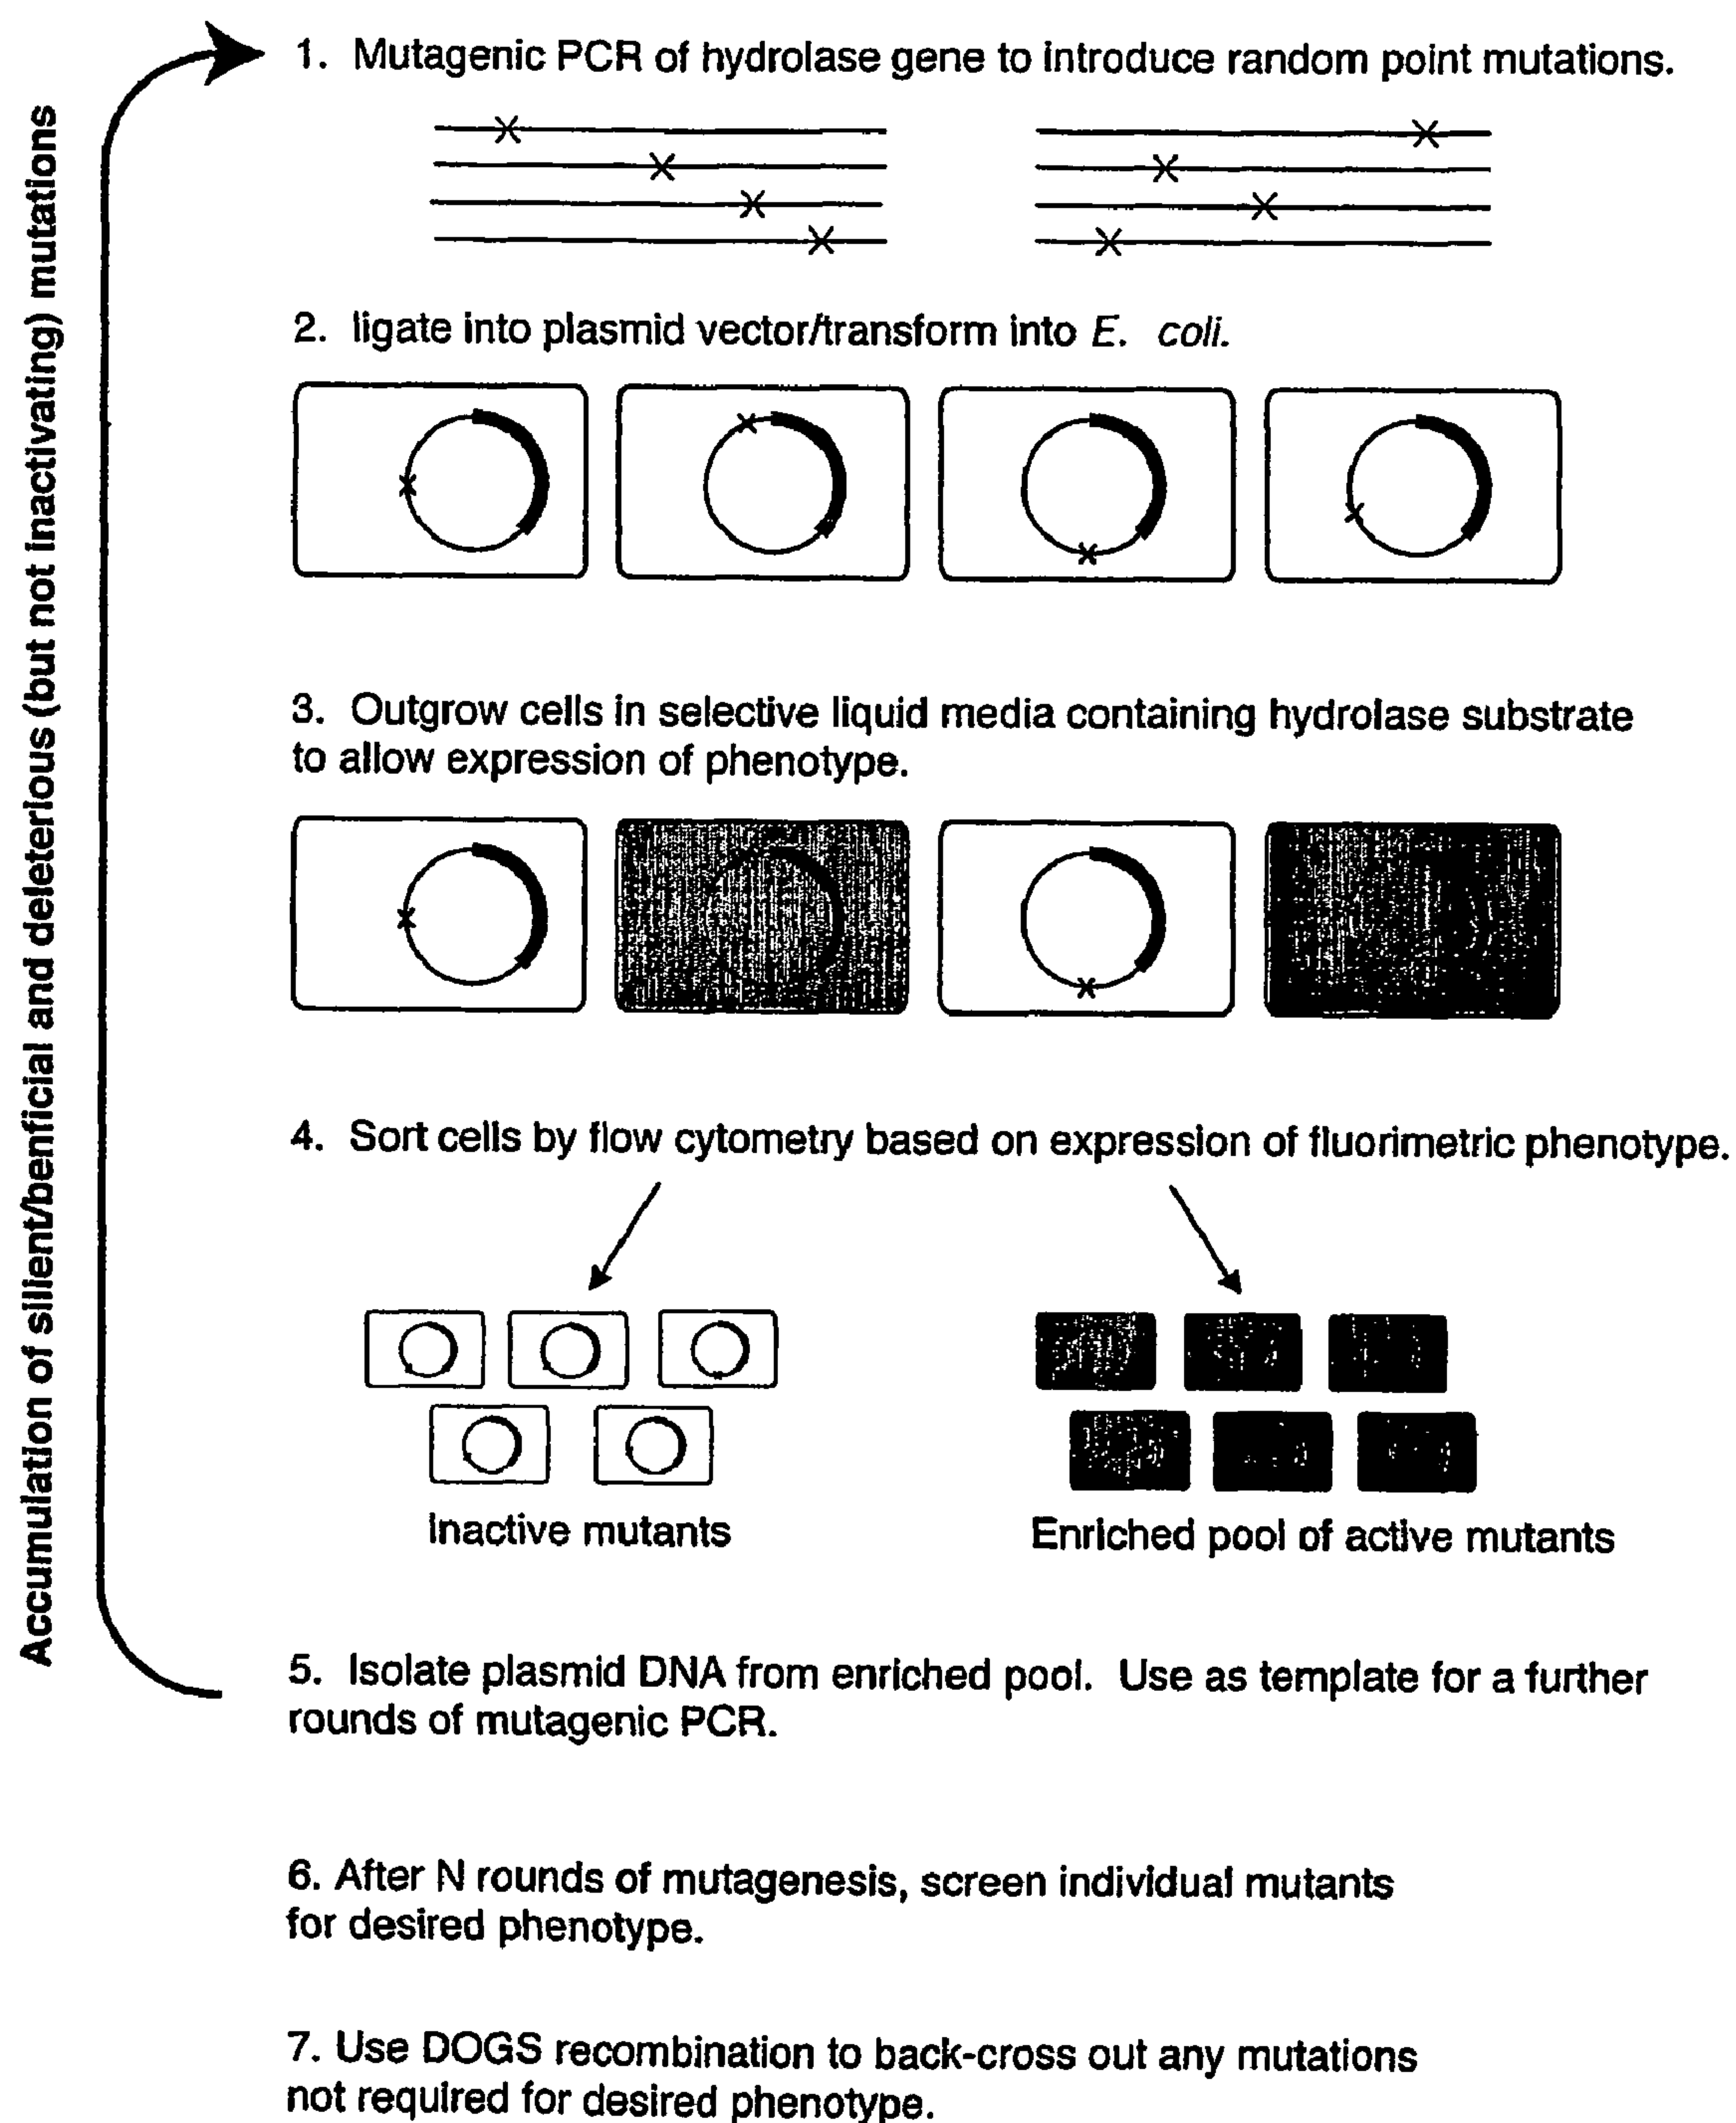 Accumulation of silient/benficial and deleterious (but not inactivating) mutations
1. Mutagenic PCR of hydrolase gene to introduce random point mutations.
2. ligate into plasmid vector/transform into E. coli.
3. Outgrow cells in selective liquid media containing hydrolase substrate
to allow expression of phenotype.
4. Sort cells by flow cytometry based on expression of fluorimetric phenotype.
Inactive mutants
Enriched pool of active mutants
5. Isolate plasmid DNA from enriched pool. Use as template for a further
rounds of mutagenic PCR.
6. After N rounds of mutagenesis, screen individual mutants
for desired phenotype.
7. Use DOGS recombination to back-cross out any mutations
not required for desired phenotype.